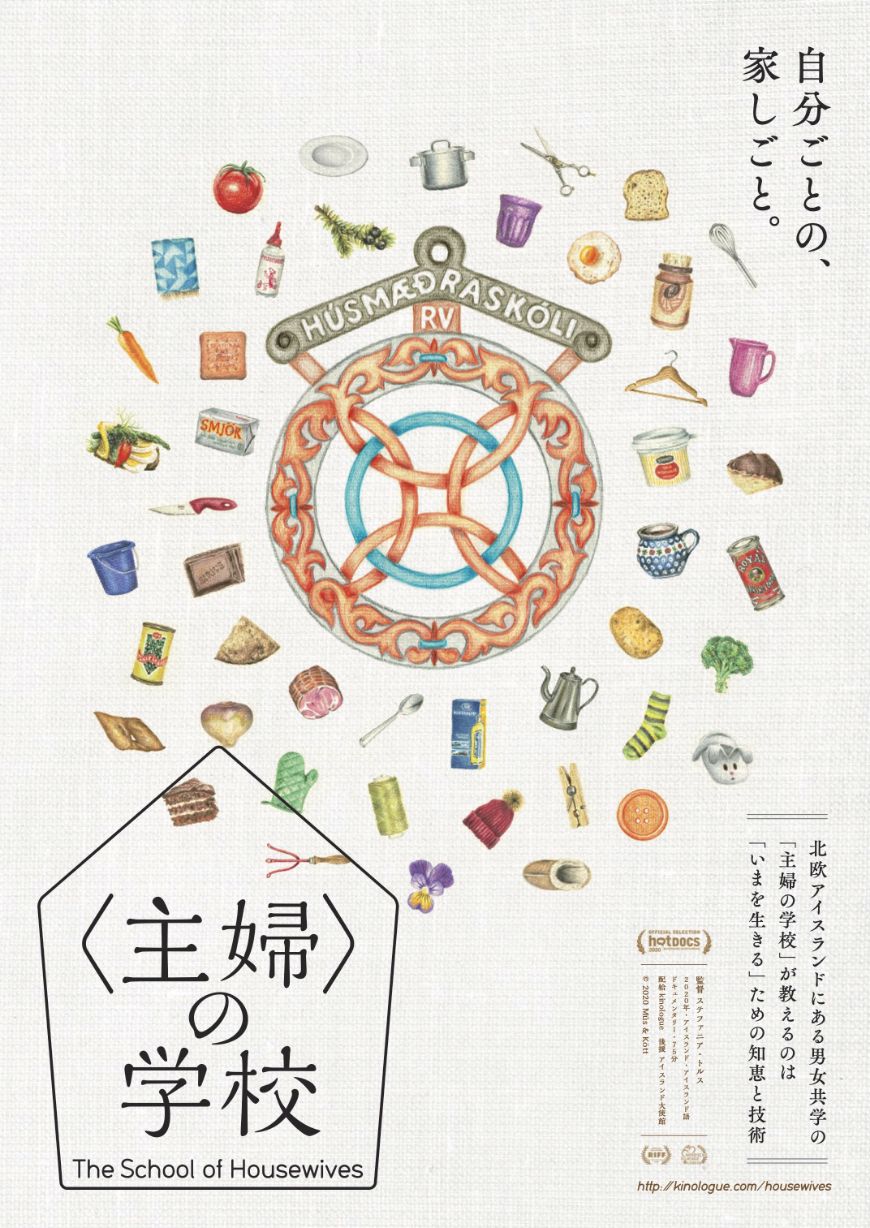 自分ごとの、
家しごと。
HÚSMÆÐRASKÓLI
RV
SMJÖR
ROYAL
〈主婦〉
の
学校
The School of Housewives
北欧アイスランドにある男女共学の
「主婦の学校」が教えるのは
「いまを生きる」ための知恵と技術
OFFICIAL SELECTION
hotDOCS
2020
監督 ステファニア・トルス
2020年・アイスランド・アイスランド語
ドキュメンタリー・75分
配給 kinologue 後援 アイスランド大使館
© 2020 Mús & Kött
RIFF
http://kinologue.com/housewives